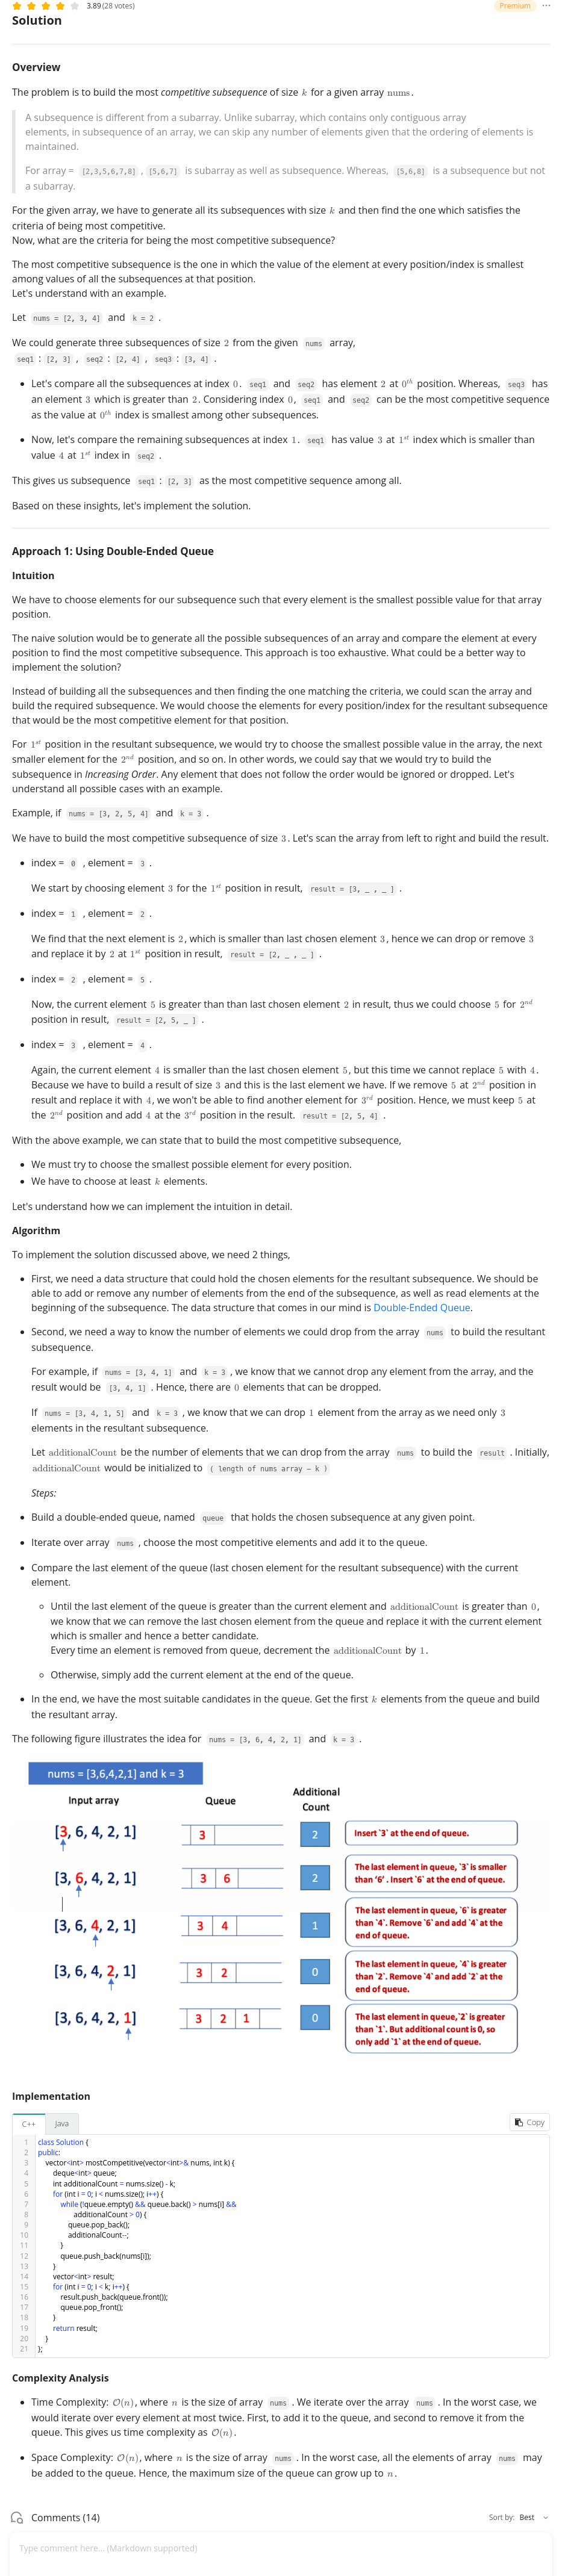 3.89 (28 votes)
Premium
Solution
Overview
The problem is to build the most competitive subsequence of size k for a given array nums.
A subsequence is different from a subarray. Unlike subarray, which contains only contiguous array
elements, in subsequence of an array, we can skip any number of elements given that the ordering of elements is
maintained.
For array = [2,3,5,6,7,8] , [5,6,7] is subarray as well as subsequence. Whereas, [5,6,8] is a subsequence but not
a subarray.
For the given array, we have to generate all its subsequences with size k and then find the one which satisfies the
criteria of being most competitive.
Now, what are the criteria for being the most competitive subsequence?
The most competitive subsequence is the one in which the value of the element at every position/index is smallest
among values of all the subsequences at that position.
Let's understand with an example.
Let nums = [2, 3, 4] and k = 2 .
We could generate three subsequences of size 2 from the given nums array,
seq1 : [2, 3] , seq2 : [2, 4] , seq3 : [3, 4] .
• Let's compare all the subsequences at index 0. seq1 and seq2 has element 2 at 0th position. Whereas, seq3 has
an element 3 which is greater than 2. Considering index 0, seq1 and seq2 can be the most competitive sequence
as the value at 0th index is smallest among other subsequences.
• Now, let's compare the remaining subsequences at index 1. seq1 has value 3 at 1st index which is smaller than
value 4 at 1st index in seq2 .
This gives us subsequence seq1 : [2, 3] as the most competitive sequence among all.
Based on these insights, let's implement the solution.
Approach 1: Using Double-Ended Queue
Intuition
We have to choose elements for our subsequence such that every element is the smallest possible value for that array
position.
The naive solution would be to generate all the possible subsequences of an array and compare the element at every
position to find the most competitive subsequence. This approach is too exhaustive. What could be a better way to
implement the solution?
Instead of building all the subsequences and then finding the one matching the criteria, we could scan the array and
build the required subsequence. We would choose the elements for every position/index for the resultant subsequence
that would be the most competitive element for that position.
For 1st position in the resultant subsequence, we would try to choose the smallest possible value in the array, the next
smaller element for the 2nd position, and so on. In other words, we could say that we would try to build the
subsequence in Increasing Order. Any element that does not follow the order would be ignored or dropped. Let's
understand all possible cases with an example.
Example, if nums = [3, 2, 5, 4] and k = 3 .
We have to build the most competitive subsequence of size 3. Let's scan the array from left to right and build the result.
• index = 0 , element = 3 .
We start by choosing element 3 for the 1st position in result, result = [3, _ , _ ] .
• index = 1 , element = 2 .
We find that the next element is 2, which is smaller than last chosen element 3, hence we can drop or remove 3
and replace it by 2 at 1st position in result, result = [2, _ , _ ] .
• index = 2 , element = 5 .
Now, the current element 5 is greater than than last chosen element 2 in result, thus we could choose 5 for 2nd
position in result, result = [2, 5, _ ] .
• index = 3 , element = 4 .
Again, the current element 4 is smaller than the last chosen element 5, but this time we cannot replace 5 with 4.
Because we have to build a result of size 3 and this is the last element we have. If we remove 5 at 2nd position in
result and replace it with 4, we won't be able to find another element for 3rd position. Hence, we must keep 5 at
the 2nd position and add 4 at the 3rd position in the result. result = [2, 5, 4] .
With the above example, we can state that to build the most competitive subsequence,
• We must try to choose the smallest possible element for every position.
• We have to choose at least k elements.
Let's understand how we can implement the intuition in detail.
Algorithm
To implement the solution discussed above, we need 2 things,
• First, we need a data structure that could hold the chosen elements for the resultant subsequence. We should be
able to add or remove any number of elements from the end of the subsequence, as well as read elements at the
beginning of the subsequence. The data structure that comes in our mind is Double-Ended Queue.
• Second, we need a way to know the number of elements we could drop from the array nums to build the resultant
subsequence.
For example, if nums = [3, 4, 1] and k = 3 , we know that we cannot drop any element from the array, and the
result would be [3, 4, 1] . Hence, there are 0 elements that can be dropped.
If nums = [3, 4, 1, 5] and k = 3 , we know that we can drop 1 element from the array as we need only 3
elements in the resultant subsequence.
Let additionalCount be the number of elements that we can drop from the array nums to build the result . Initially,
additionalCount would be initialized to ( length of nums array − k )
Steps:
• Build a double-ended queue, named queue that holds the chosen subsequence at any given point.
• Iterate over array nums , choose the most competitive elements and add it to the queue.
• Compare the last element of the queue (last chosen element for the resultant subsequence) with the current
element.
◦ Until the last element of the queue is greater than the current element and additionalCount is greater than 0,
we know that we can remove the last chosen element from the queue and replace it with the current element
which is smaller and hence a better candidate.
Every time an element is removed from queue, decrement the additionalCount by 1.
◦ Otherwise, simply add the current element at the end of the queue.
• In the end, we have the most suitable candidates in the queue. Get the first k elements from the queue and build
the resultant array.
The following figure illustrates the idea for nums = [3, 6, 4, 2, 1] and k = 3 .
nums = [3,6,4,2,1] and k = 3
Input array Queue Additional
Count
[3, 6, 4, 2, 1] 3 2 Insert `3` at the end of queue.
[3, 6, 4, 2, 1] 3 6 2 The last element in queue, `3` is smaller
than '6' . Insert `6` at the end of queue.
[3, 6, 4, 2, 1] 3 4 1 The last element in queue, `6` is greater
than `4`. Remove `6` and add `4` at the
end of queue.
[3, 6, 4, 2, 1] 3 2 0 The last element in queue, `4` is greater
than `2`. Remove `4` and add `2` at the
end of queue.
[3, 6, 4, 2, 1] 3 2 1 0 The last element in queue, `2` is greater
than `1`. But additional count is 0, so
only add `1` at the end of queue.
Implementation
C++ Java Copy
1 class Solution {
2 public:
3 vector<int> mostCompetitive(vector<int>& nums, int k) {
4 deque<int> queue;
5 int additionalCount = nums.size() - k;
6 for (int i = 0; i < nums.size(); i++) {
7 while (!queue.empty() && queue.back() > nums[i] &&
8 additionalCount > 0) {
9 queue.pop_back();
10 additionalCount--;
11 }
12 queue.push_back(nums[i]);
13 }
14 vector<int> result;
15 for (int i = 0; i < k; i++) {
16 result.push_back(queue.front());
17 queue.pop_front();
18 }
19 return result;
20 }
21 };
Complexity Analysis
• Time Complexity: O(n), where n is the size of array nums . We iterate over the array nums . In the worst case, we
would iterate over every element at most twice. First, to add it to the queue, and second to remove it from the
queue. This gives us time complexity as O(n).
• Space Complexity: O(n), where n is the size of array nums . In the worst case, all the elements of array nums may
be added to the queue. Hence, the maximum size of the queue can grow up to n.
Comments (14)
Sort by: Best
Type comment here... (Markdown supported)